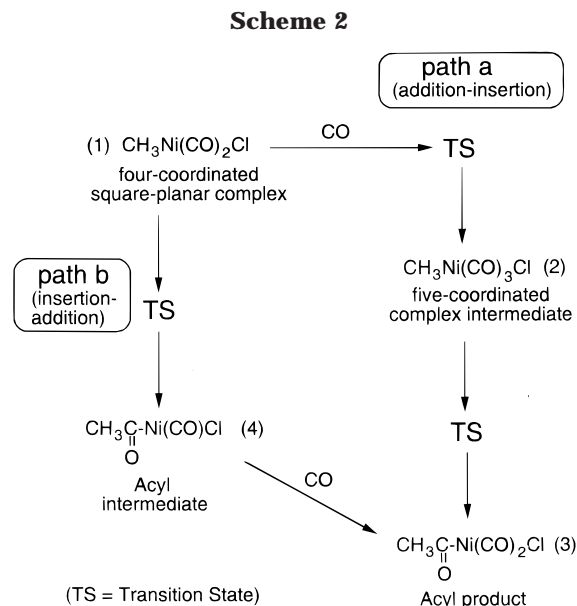 Scheme 2
path a
(addition-insertion)
(1) CH₃Ni(CO)₂Cl
CO
TS
four-coordinated
square-planar complex
path b
(insertion-
addition)
TS
CH₃Ni(CO)₃Cl (2)
five-coordinated
complex intermediate
TS
CH₃C-Ni(CO)Cl (4)
O
Acyl
intermediate
CO
CH₃C-Ni(CO)₂Cl (3)
O
Acyl product
(TS = Transition State)